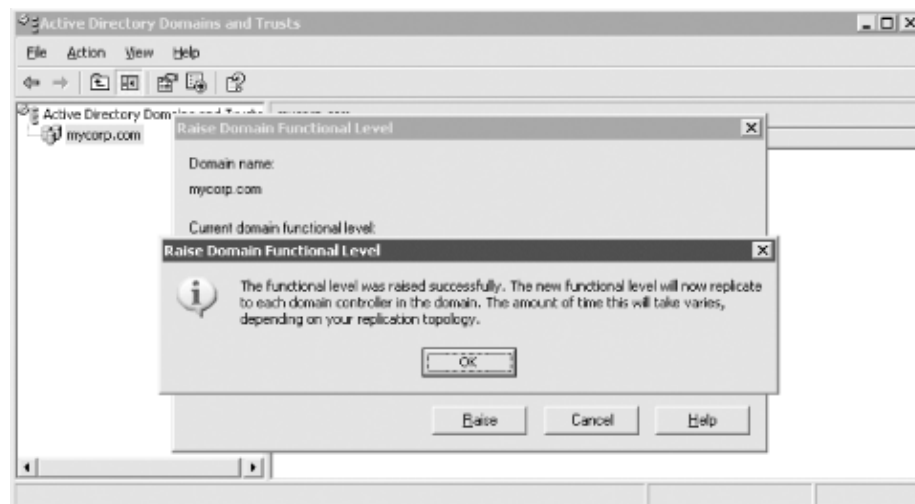 Active Directory Domains and Trusts
File Action View Help
Active Directory Dom
mycorp.com
Raise Domain Functional Level
Domain name:
mycorp.com
Current domain functional level:
Raise Domain Functional Level
The functional level was raised successfully. The new functional level will now replicate
to each domain controller in the domain. The amount of time this will take varies,
depending on your replication topology.
OK
Raise Cancel Help